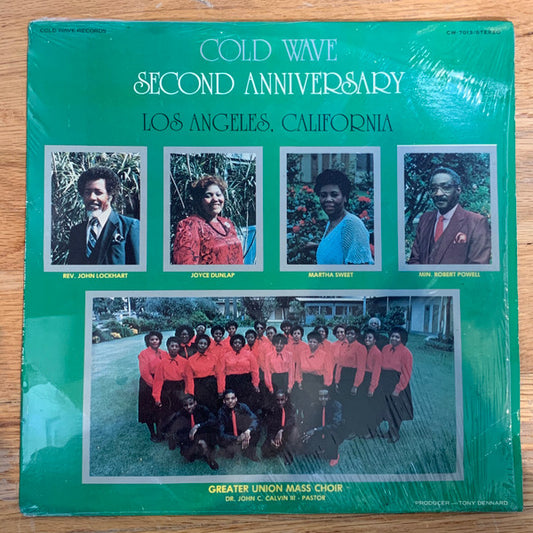 COLD WAVE RECORDS
CW-7013/STEREO
COLD WAVE
SECOND ANNIVERSARY
LOS ANGELES, CALIFORNIA
REV. JOHN LOCKHART
JOYCE DUNLAP
MARTHA SWEET
MIN. ROBERT POWELL
GREATER UNION MASS CHOIR
DR. JOHN C. CALVIN III - PASTOR
PRODUCER — TONY DENNARD